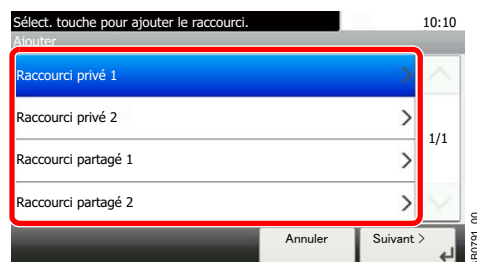 Sélect. touche pour ajouter le raccourci. 10:10
Ajouter
Raccourci privé 1
Raccourci privé 2
1/1
Raccourci partagé 1
Raccourci partagé 2
Annuler Suivant >